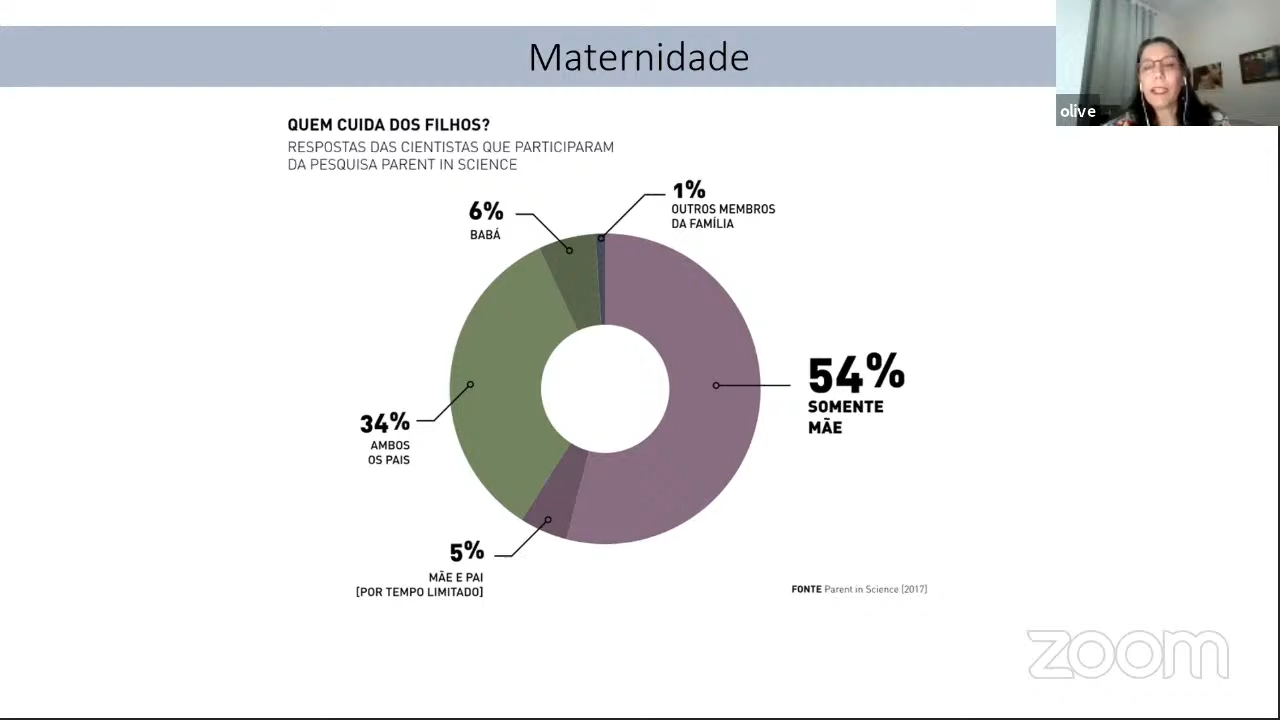 Maternidade
olive
QUEM CUIDA DOS FILHOS?
RESPOSTAS DAS CIENTISTAS QUE PARTICIPARAM
DA PESQUISA PARENT IN SCIENCE
1%
OUTROS MEMBROS
DA FAMÍLIA
6%
BABÁ
54%
SOMENTE
MÃE
34%
AMBOS
OS PAIS
5%
MÃE E PAI
[POR TEMPO LIMITADO]
FONTE Parent in Science [2017]
zoom